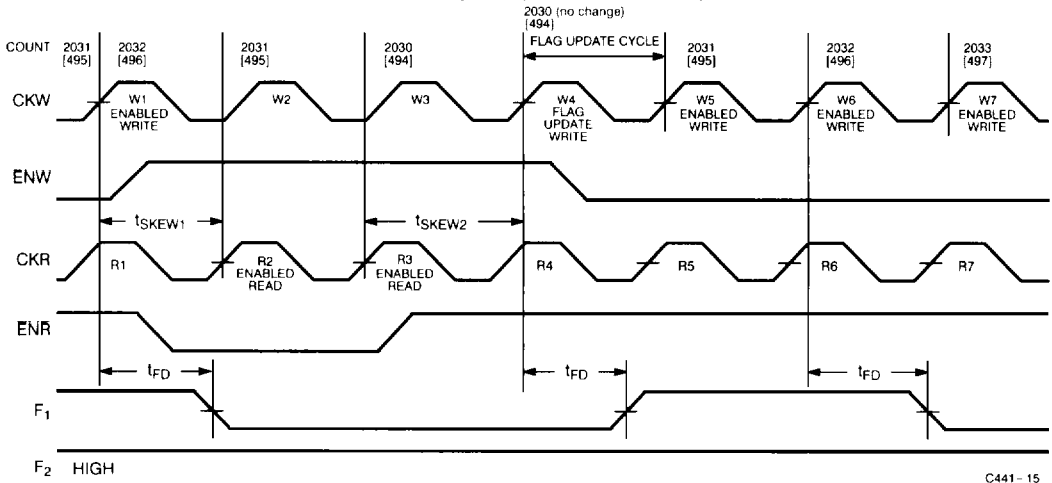 2030 (no change)
[494]
COUNT
2031
[495]
2032
[496]
2031
[495]
2030
[494]
FLAG UPDATE CYCLE
2031
[495]
2032
[496]
2033
[497]
CKW
W1
ENABLED
WRITE
W2
W3
W4
FLAG
UPDATE
WRITE
W5
ENABLED
WRITE
W6
ENABLED
WRITE
W7
ENABLED
WRITE
ENW
tSKEW1
tSKEW2
CKR
R1
R2
ENABLED
READ
R3
ENABLED
READ
R4
R5
R6
R7
ENR
tFD
tFD
tFD
F1
F2 HIGH
C441-15